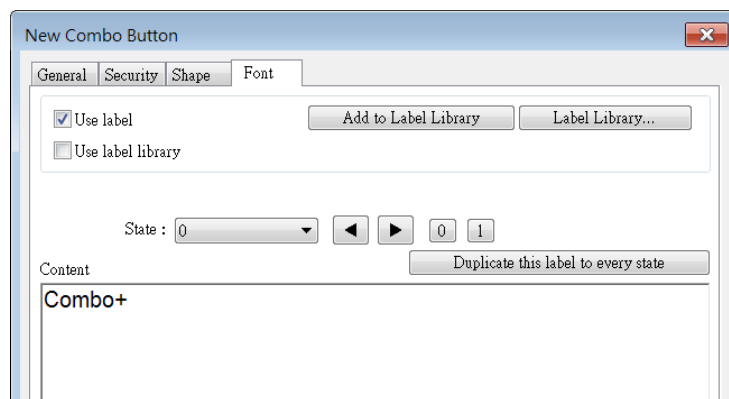 New Combo Button
General Security Shape Font
Use label Add to Label Library Label Library...
Use label library
State : 0 0 1
Duplicate this label to every state
Content
Combo+